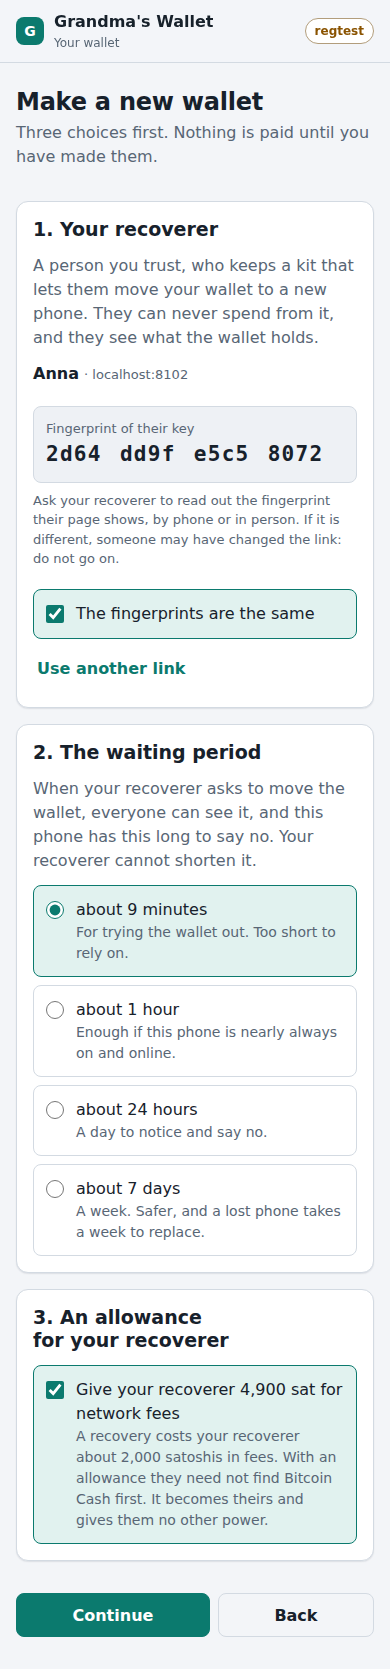 G
Grandma's Wallet
Your wallet
regtest
Make a new wallet
Three choices first. Nothing is paid until you
have made them.
1. Your recoverer
A person you trust, who keeps a kit that
lets them move your wallet to a new
phone. They can never spend from it,
and they see what the wallet holds.
Anna · localhost:8102
Fingerprint of their key
2d64 dd9f e5c5 8072
Ask your recoverer to read out the fingerprint
their page shows, by phone or in person. If it is
different, someone may have changed the link:
do not go on.
The fingerprints are the same
Use another link
2. The waiting period
When your recoverer asks to move the
wallet, everyone can see it, and this
phone has this long to say no. Your
recoverer cannot shorten it.
about 9 minutes
For trying the wallet out. Too short to
rely on.
about 1 hour
Enough if this phone is nearly always
on and online.
about 24 hours
A day to notice and say no.
about 7 days
A week. Safer, and a lost phone takes
a week to replace.
3. An allowance
for your recoverer
Give your recoverer 4,900 sat for
network fees
A recovery costs your recoverer
about 2,000 satoshis in fees. With an
allowance they need not find Bitcoin
Cash first. It becomes theirs and
gives them no other power.
Continue
Back